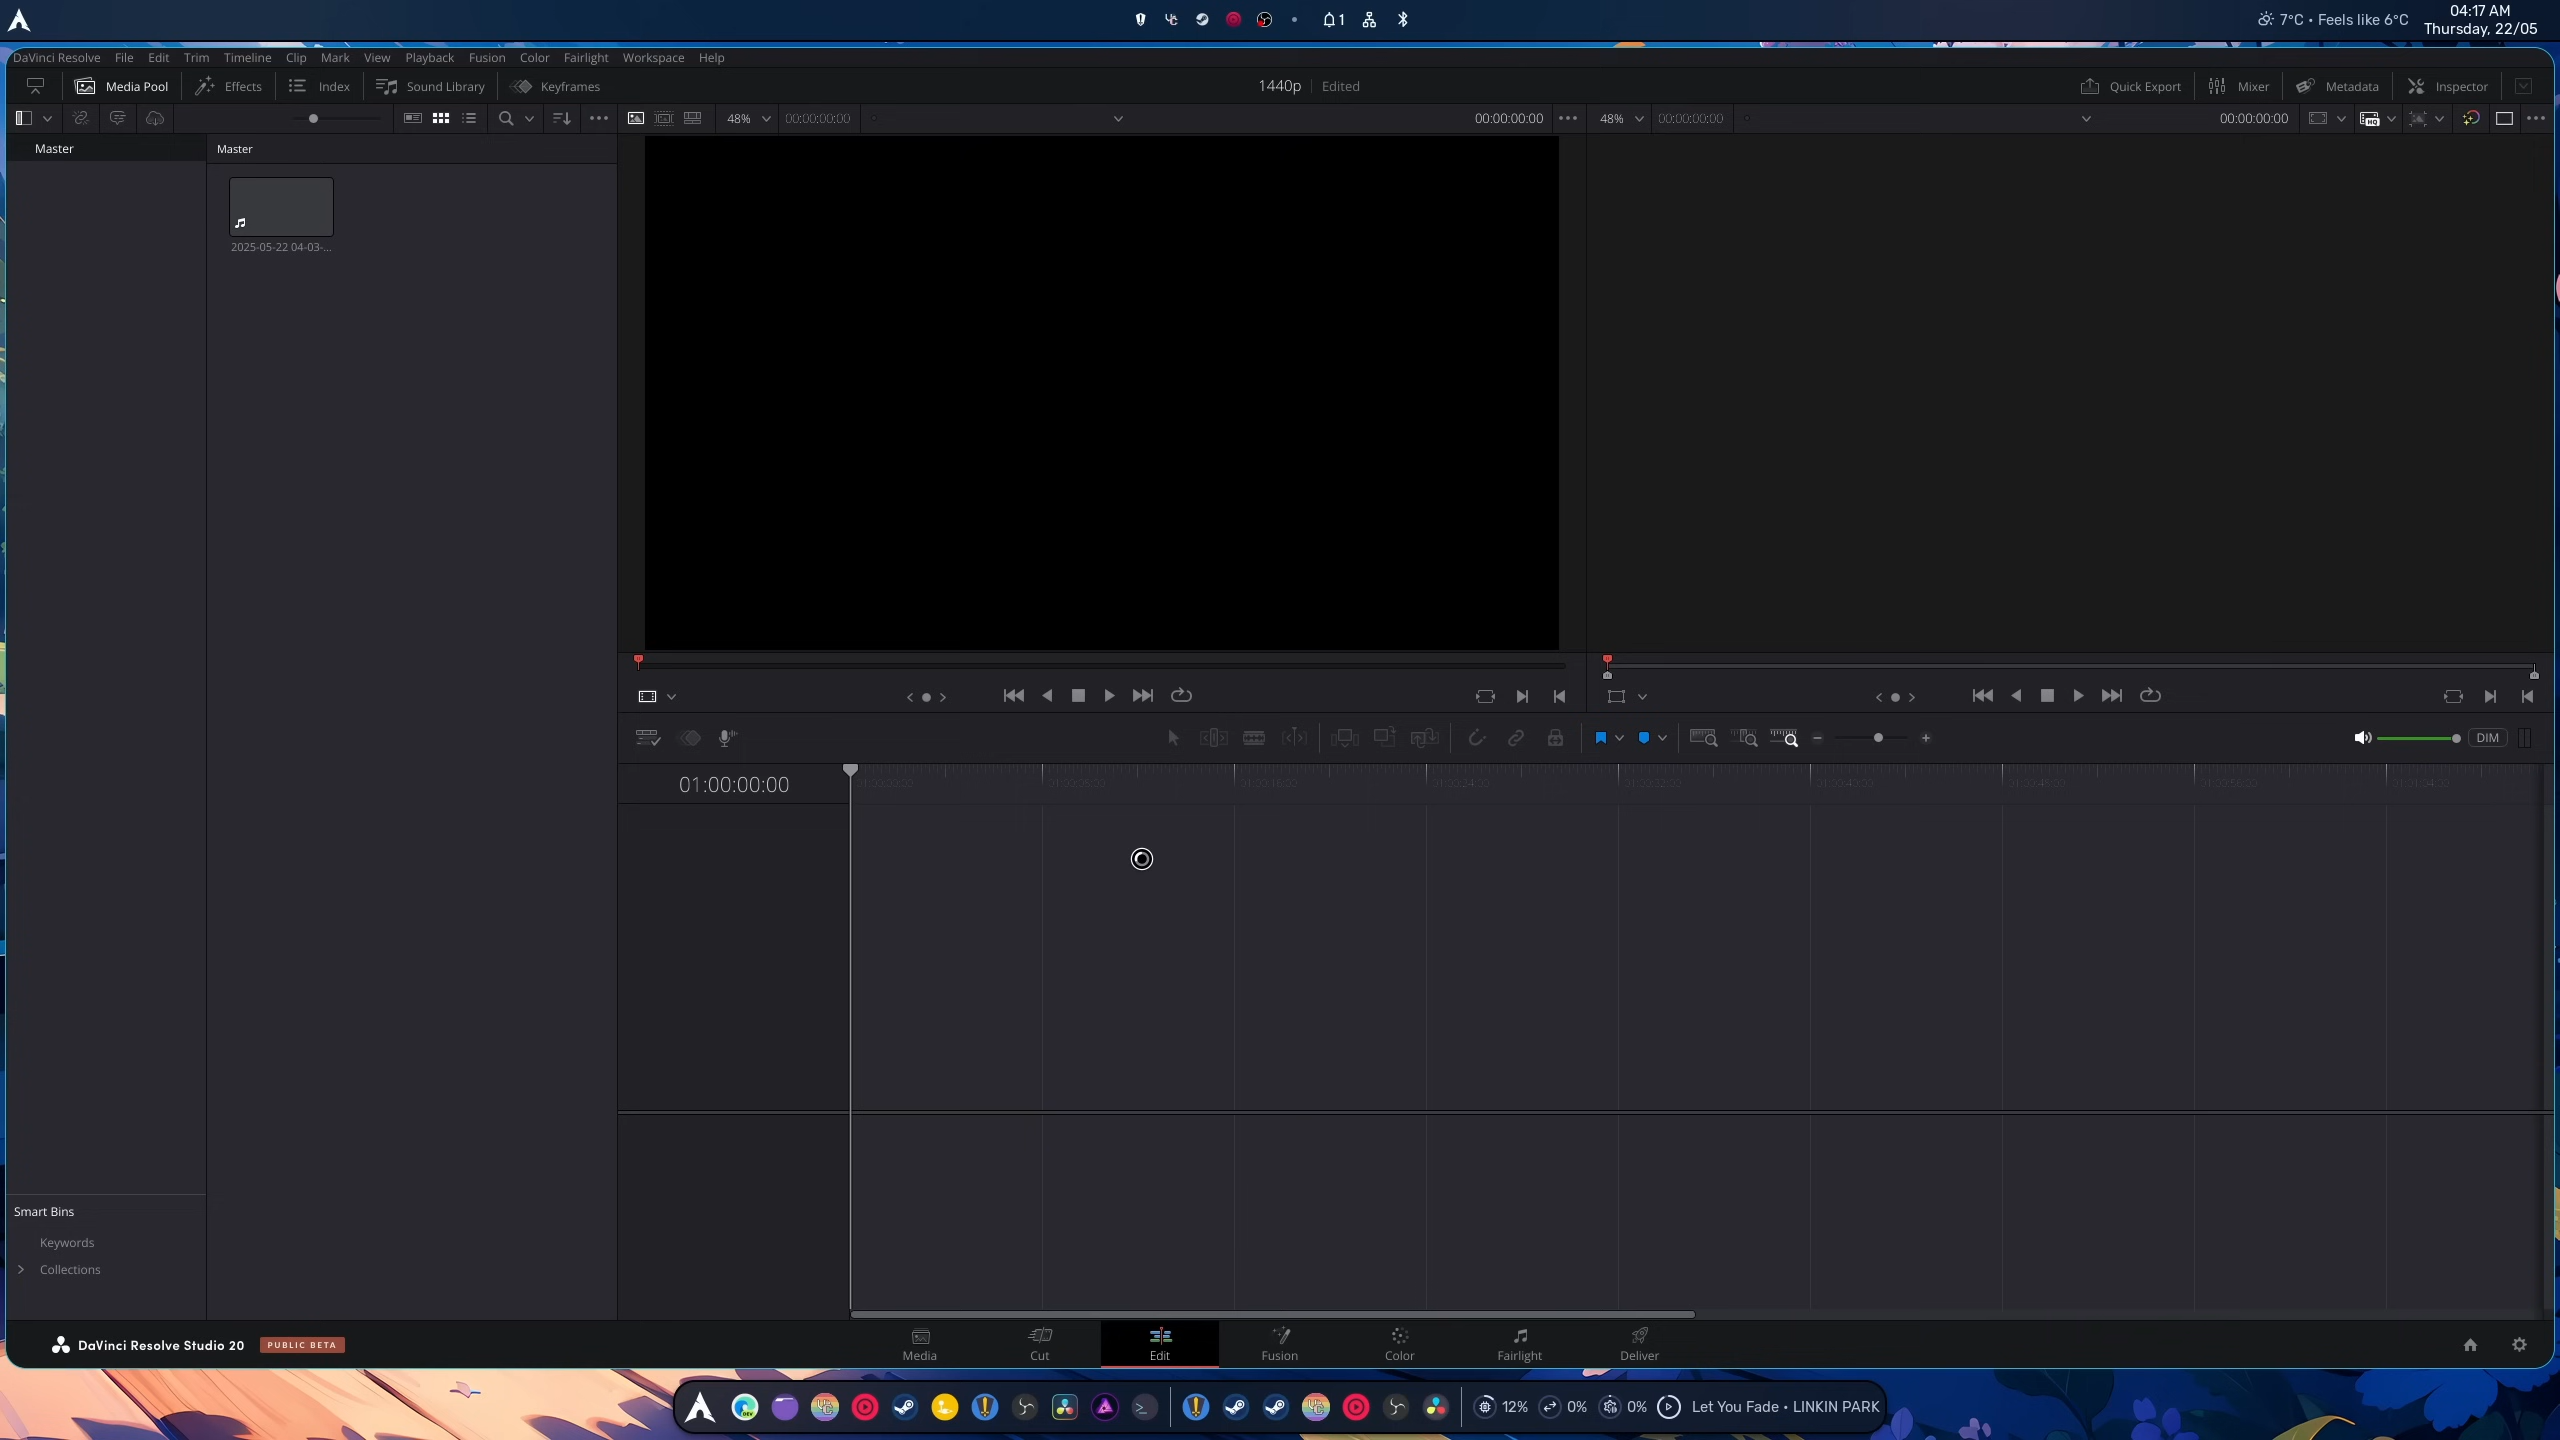 1
7°C • Feels like 6°C
04:17 AM
Thursday, 22/05
DaVinci Resolve File Edit Trim Timeline Clip Mark View Playback Fusion Color Fairlight Workspace Help
Media Pool Effects Index Sound Library Keyframes 1440p Edited Quick Export Mixer Metadata Inspector
48% 00:00:00:00 00:00:00:00 48% 00:00:00:00 00:00:00:00
Master Master
2025-05-22 04-03-...
DIM
01:00:00:00
Smart Bins
Keywords
Collections
DaVinci Resolve Studio 20 PUBLIC BETA
Media Cut Edit Fusion Color Fairlight Deliver
DEV
12% 0% 0% Let You Fade • LINKIN PARK